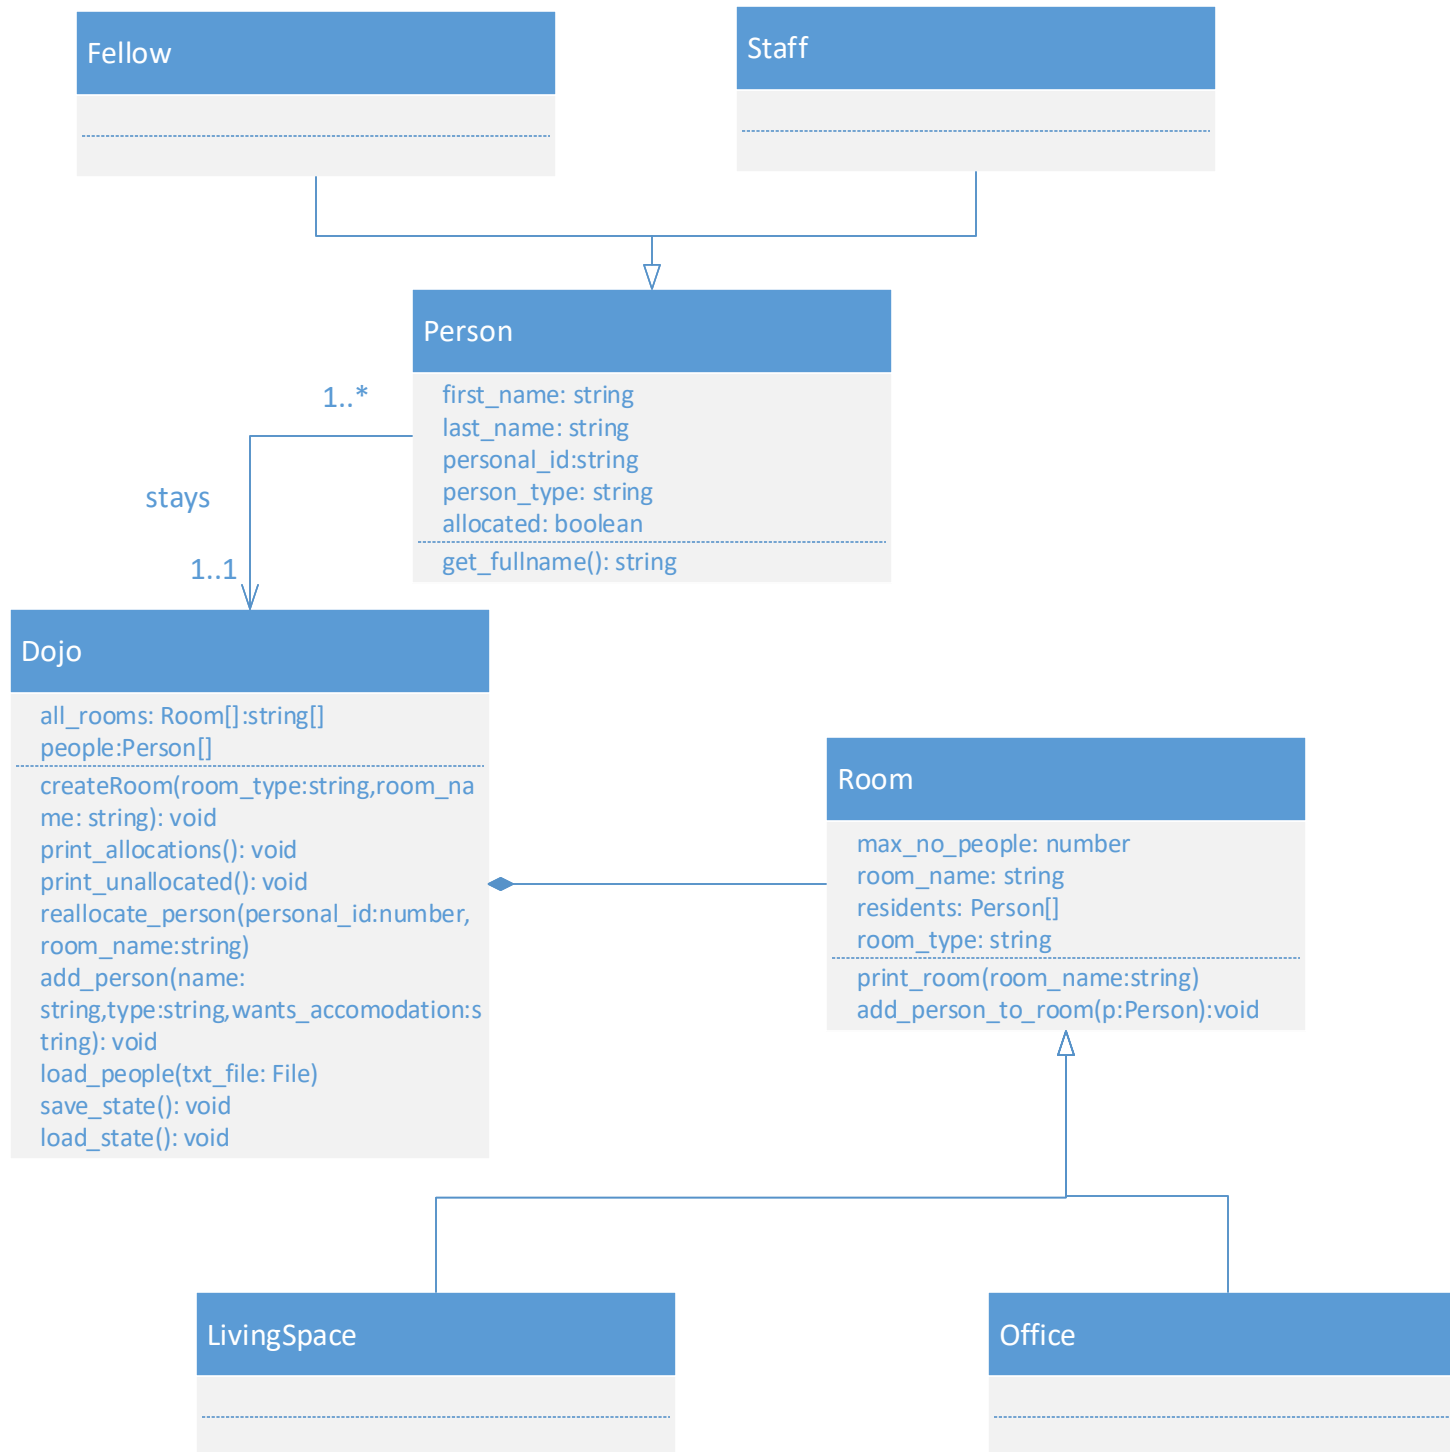 Fellow
Staff
Person
first_name: string
last_name: string
personal_id:string
person_type: string
allocated: boolean
get_fullname(): string
1..*
stays
1..1
Dojo
all_rooms: Room[]:string[]
people:Person[]
createRoom(room_type:string,room_na
me: string): void
print_allocations(): void
print_unallocated(): void
reallocate_person(personal_id:number,
room_name:string)
add_person(name:
string,type:string,wants_accomodation:s
tring): void
load_people(txt_file: File)
save_state(): void
load_state(): void
Room
max_no_people: number
room_name: string
residents: Person[]
room_type: string
print_room(room_name:string)
add_person_to_room(p:Person):void
LivingSpace
Office